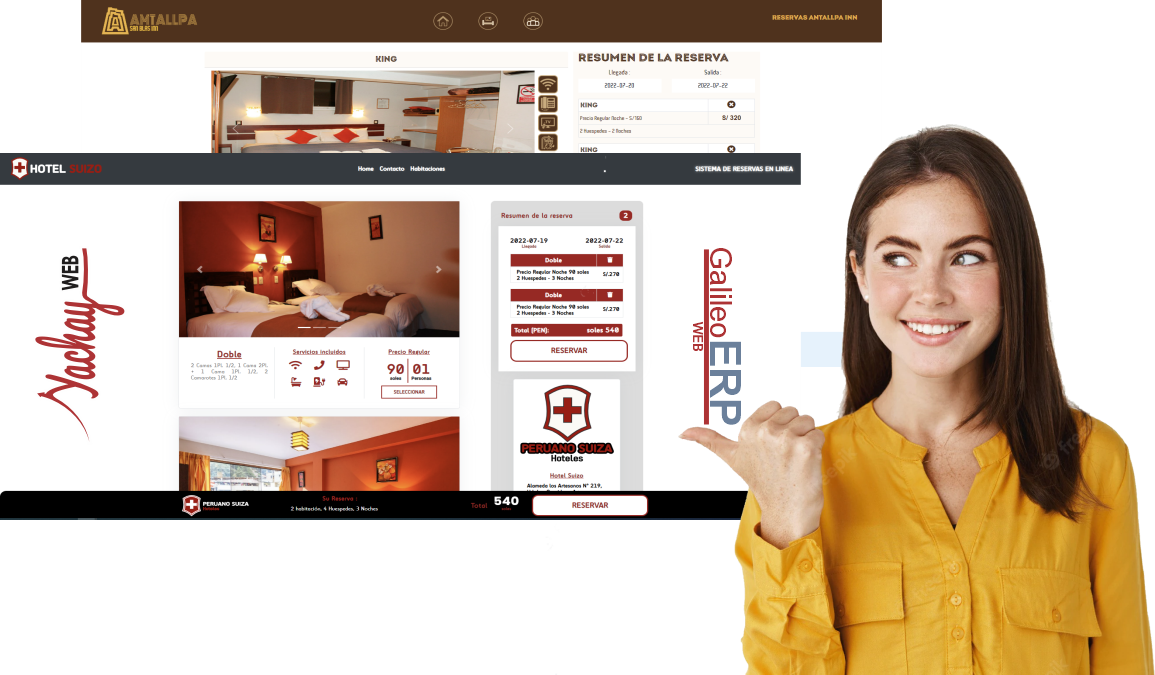 AMTALLPA
SAN BLAS INN
RESERVAS ANTALLPA INN
KING
RESUMEN DE LA RESERVA
Llegada :
Salida :
2022-07-20
2022-07-22
KING
Precio Regular Noche - S/160
S/ 320
2 Huespedes - 2 Noches
KING
HOTEL SUIZO
Home Contacto Habitaciones
SISTEMA DE RESERVAS EN LINEA
Yachay WEB
Resumen de la reserva
2
2022-07-19
Llegada
2022-07-22
Salida
Doble
Precio Regular Noche 90 soles
2 Huespedes - 3 Noches
S/.270
Doble
Precio Regular Noche 90 soles
2 Huespedes - 3 Noches
S/.270
Total (PEN):
soles 540
RESERVAR
Galileo
WEB
ERP
Doble
2 Camas 1Pl. 1/2, 1 Cama 2Pl.
+ 1 Cama 1Pl. 1/2, 2
Camarotes 1Pl. 1/2
Servicios incluidos
Precio Regular
90
soles
01
Personas
SELECCIONAR
PERUANO SUIZA
Hoteles
Hotel Suizo
Alameda los Artesanos N° 219,
PERUANO SUIZA
Su Reserva :
2 habitación, 4 Huespedes, 3 Noches
Total
540
soles
RESERVAR